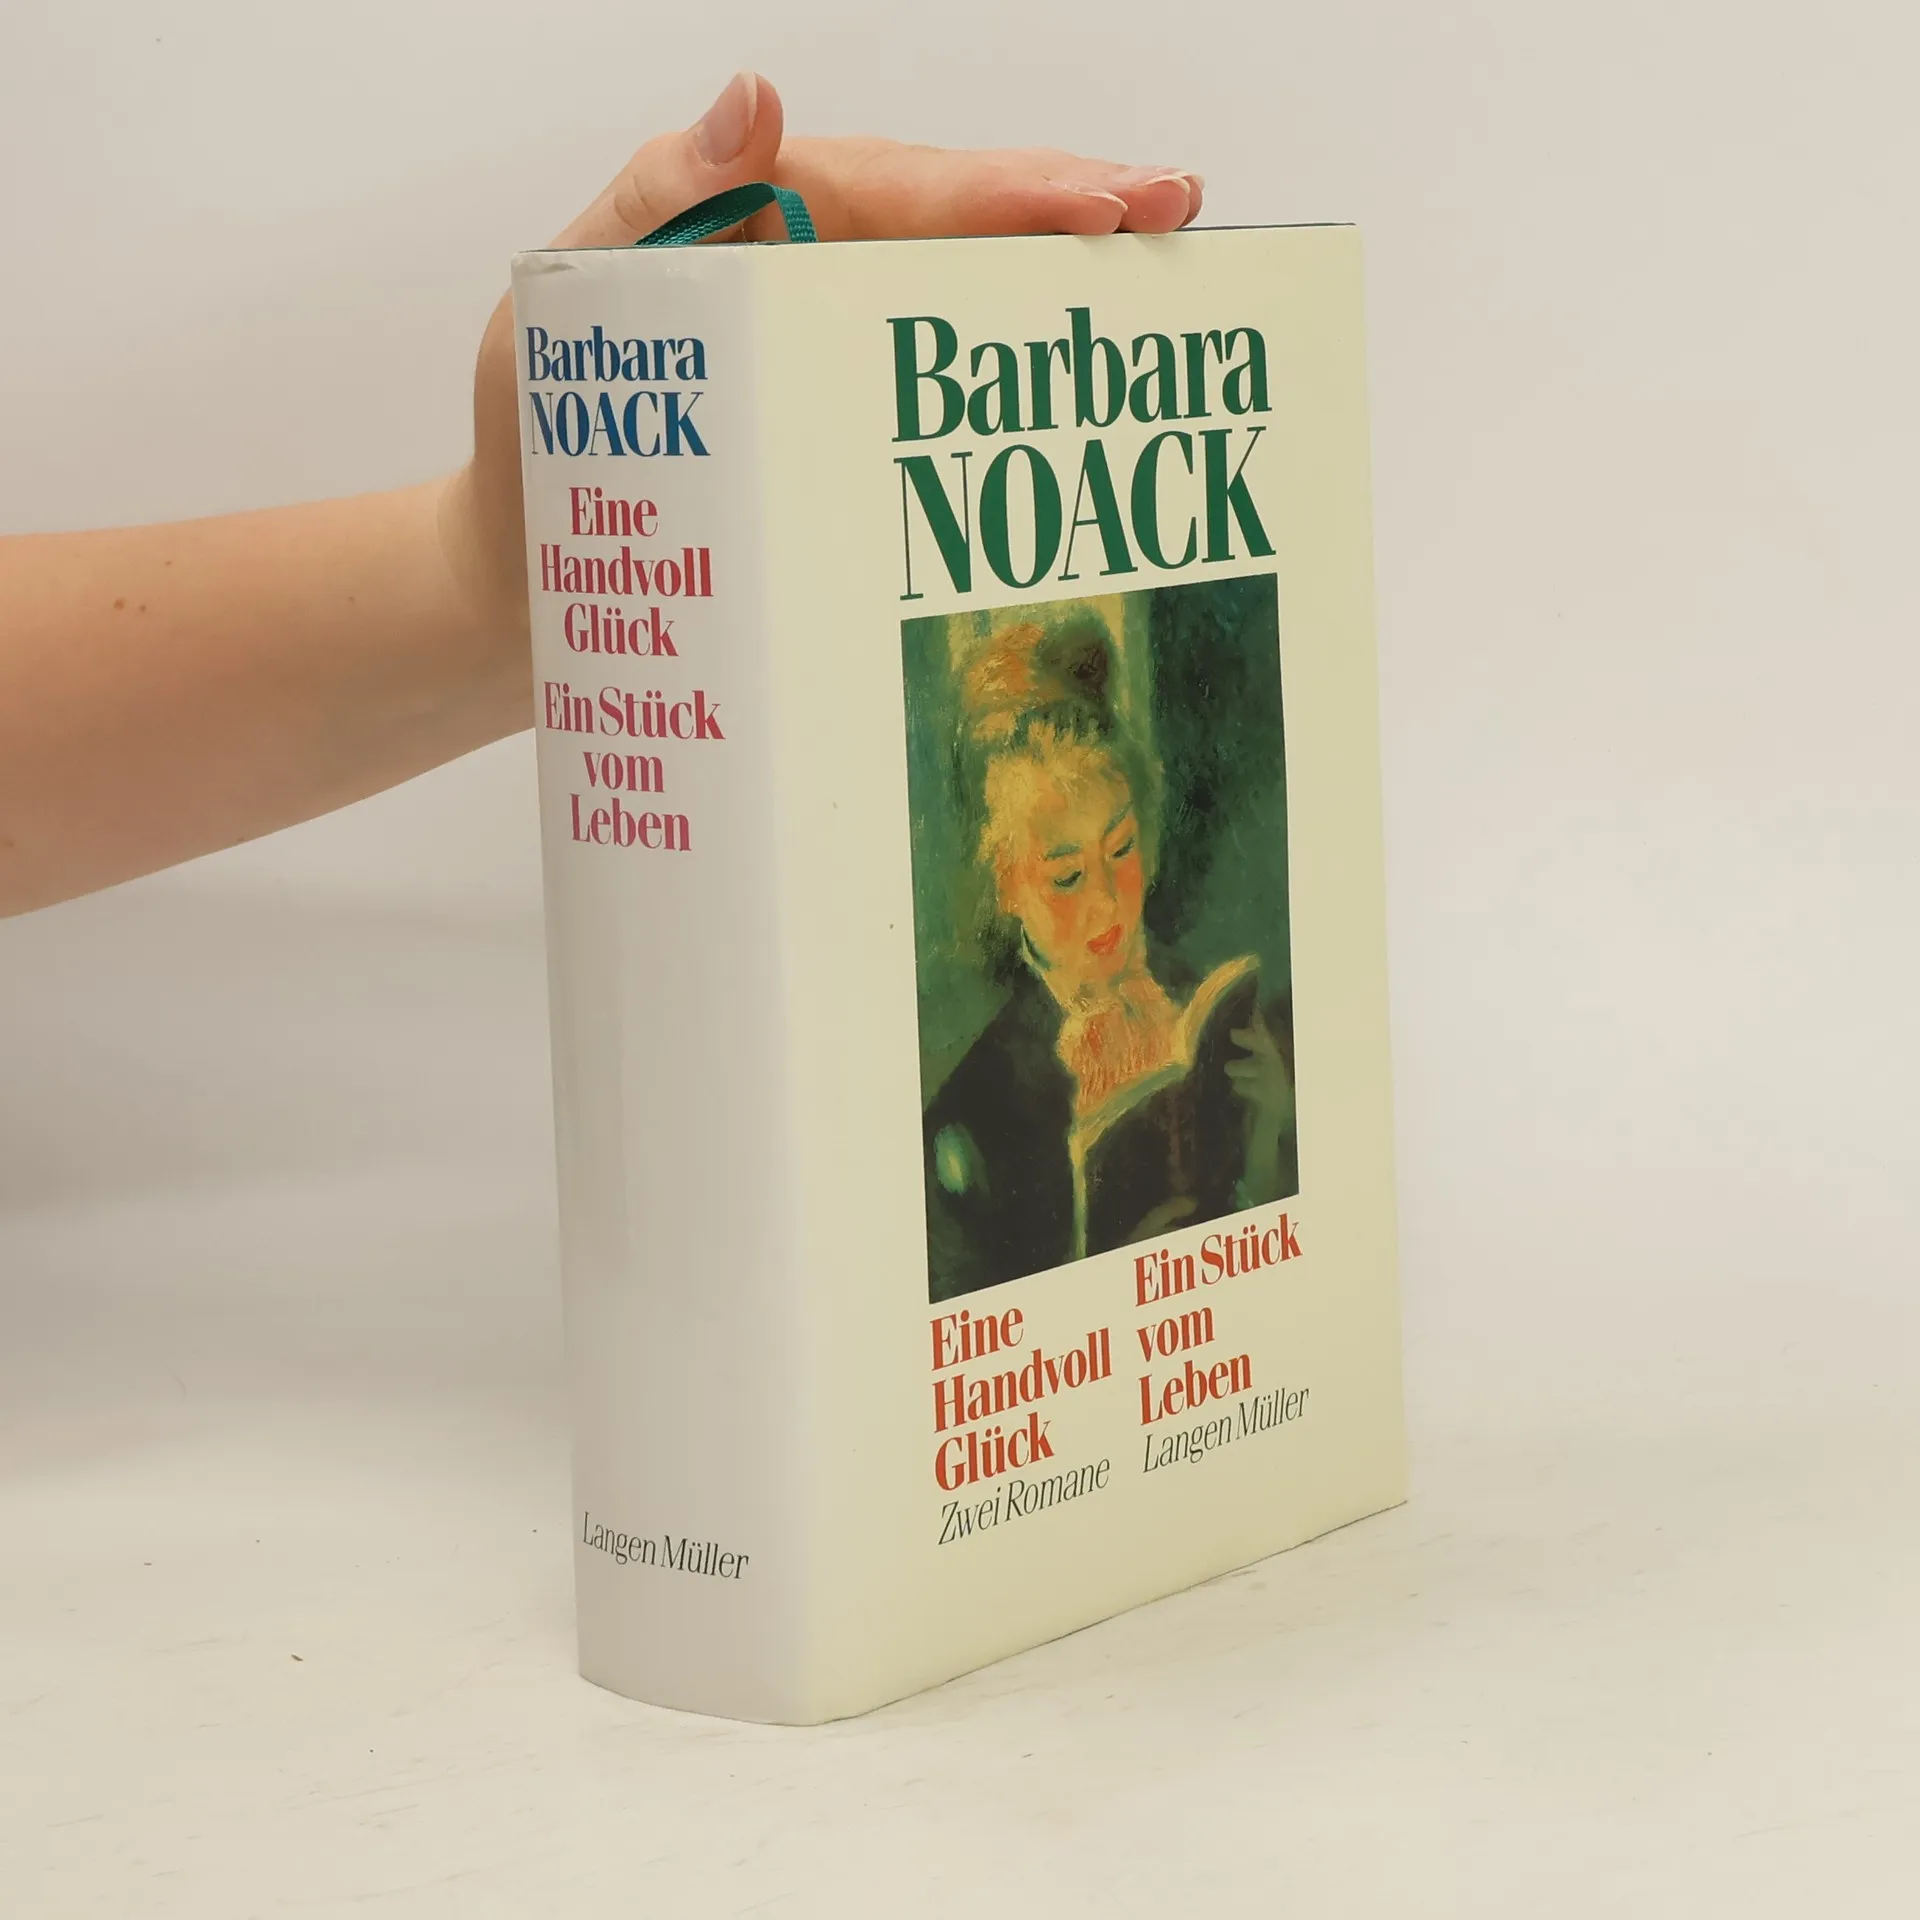 Barbara
NOACK
Eine
Handvoll
Glück
Ein Stück
vom
Leben
Langen Müller
Barbara
NOACK
Eine
Handvoll
Glück
Zwei Romane
Ein Stück
vom
Leben
Langen Müller